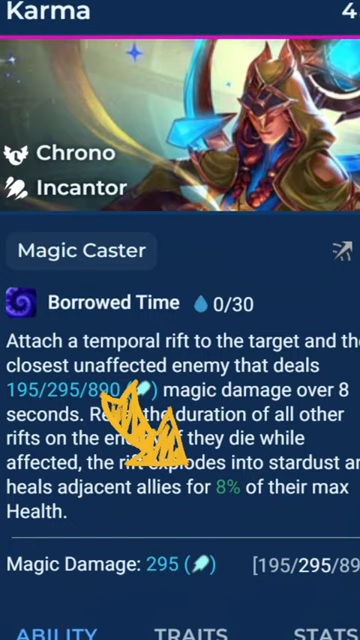 Karma 4
Chrono
Incantor
Magic Caster
Borrowed Time 0/30
Attach a temporal rift to the target and the
closest unaffected enemy that deals
195/295/890 ( ) magic damage over 8
seconds. the duration of all other
rifts on the they die while
affected, the rift explodes into stardust
heals adjacent allies for 8% of their max
Health.
Magic Damage: 295 ( ) [195/295/89
ABILITY TRAITS STATS